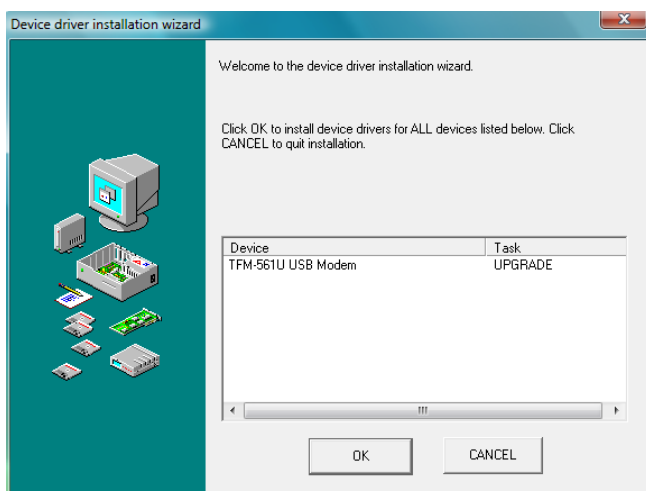 Device driver installation wizard
Welcome to the device driver installation wizard.
Click OK to install device drivers for ALL devices listed below. Click
CANCEL to quit installation.
Device Task
TFM-561U USB Modem UPGRADE
OK CANCEL